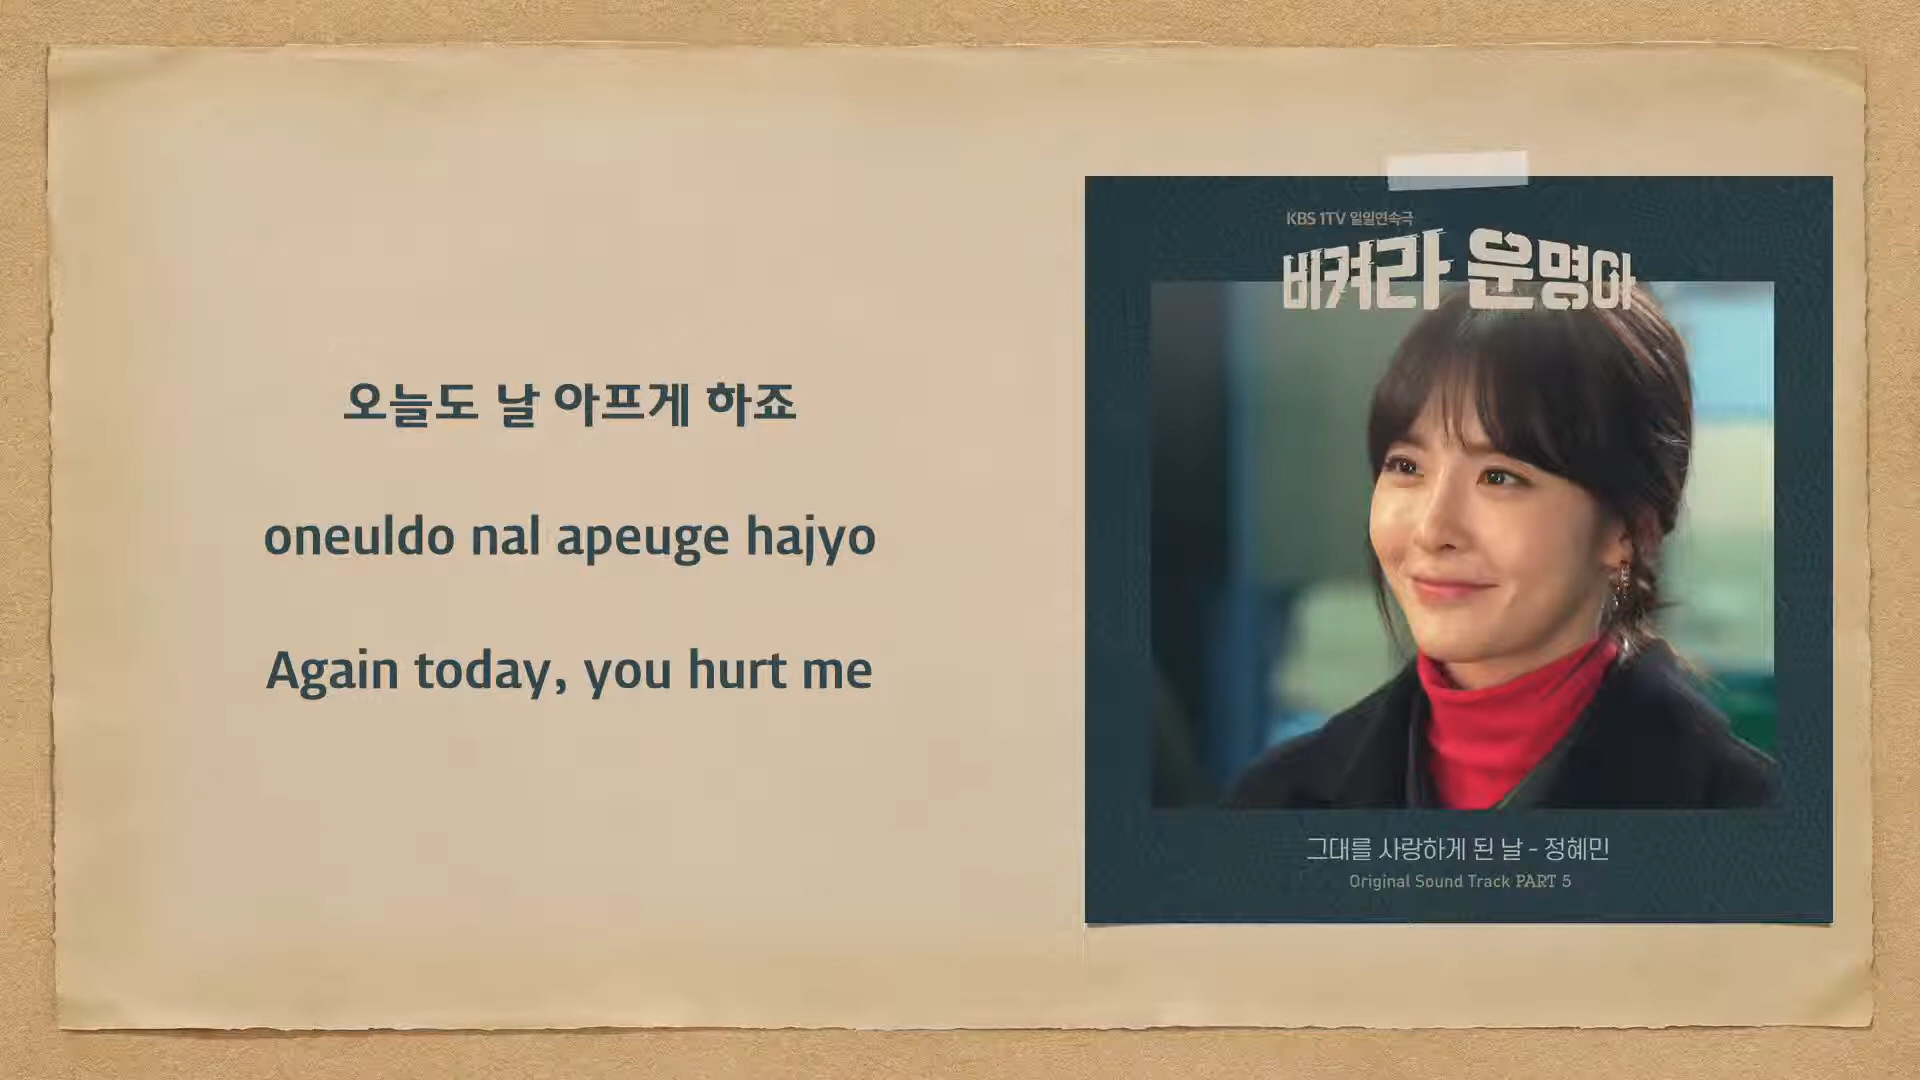 오늘도 날 아프게 하죠
oneuldo nal apeuge hajyo
Again today, you hurt me
KBS 1TV 일일연속극
비켜라 운명아
그대를 사랑하게 된 날 - 정혜민
Original Sound Track PART 5